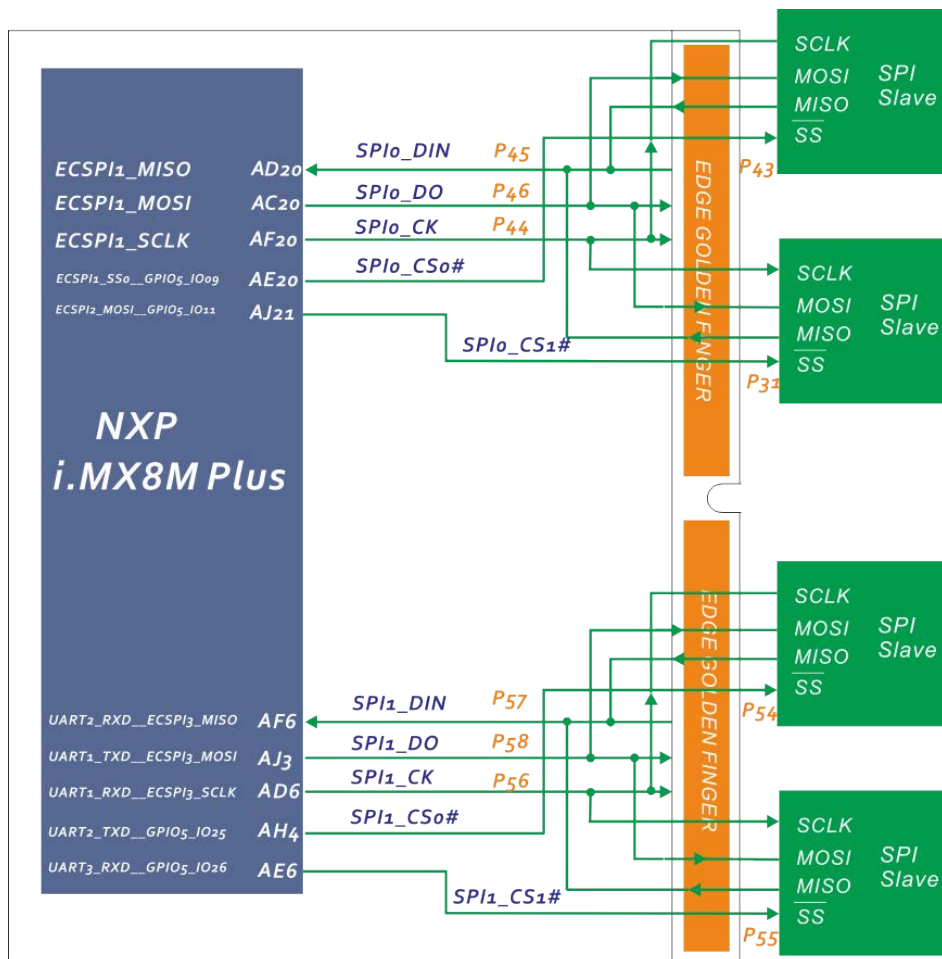 SCLK
MOSI
MISO
SS
SPI
Slave
ECSPI1_MISO AD20 SPI0_DIN P45
ECSPI1_MOSI AC20 SPI0_DO P46
ECSPI1_SCLK AF20 SPI0_CK P44
ECSPI1_SS0__GPIO5_IO09 AE20 SPI0_CS0# P43
ECSPI2_MOSI__GPIO5_IO11 AJ21 SPI0_CS1# P31
EDGE GOLDEN FINGER
SCLK
MOSI
MISO
SS
SPI
Slave
NXP
i.MX8M Plus
SCLK
MOSI
MISO
SS
SPI
Slave
UART2_RXD__ECSPI3_MISO AF6 SPI1_DIN P57
UART1_TXD__ECSPI3_MOSI AJ3 SPI1_DO P58
UART1_RXD__ECSPI3_SCLK AD6 SPI1_CK P56
UART2_TXD__GPIO5_IO25 AH4 SPI1_CS0# P54
UART3_RXD__GPIO5_IO26 AE6 SPI1_CS1# P55
EDGE GOLDEN FINGER
SCLK
MOSI
MISO
SS
SPI
Slave